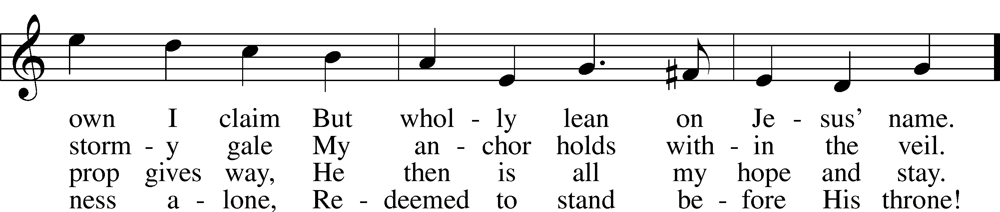 own I claim But whol - ly lean on Je - sus’ name.
storm - y gale My an - chor holds with - in the veil.
prop gives way, He then is all my hope and stay.
ness a - lone, Re - deemed to stand be - fore His throne!